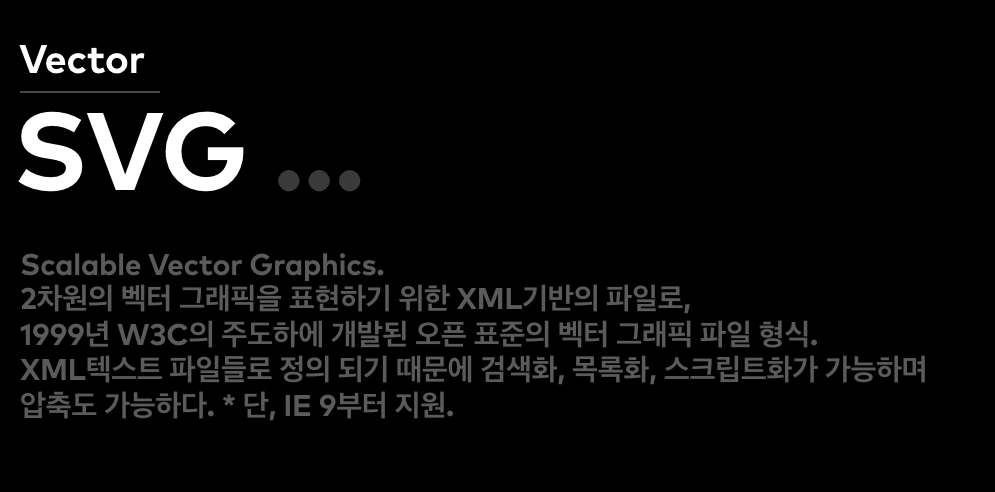 Vector
SVG
Scalable Vector Graphics.
2차원의 벡터 그래픽을 표현하기 위한 XML기반의 파일로,
1999년 W3C의 주도하에 개발된 오픈 표준의 벡터 그래픽 파일 형식.
XML텍스트 파일들로 정의 되기 때문에 검색화, 목록화, 스크립트화가 가능하며
압축도 가능하다. * 단, IE 9부터 지원.